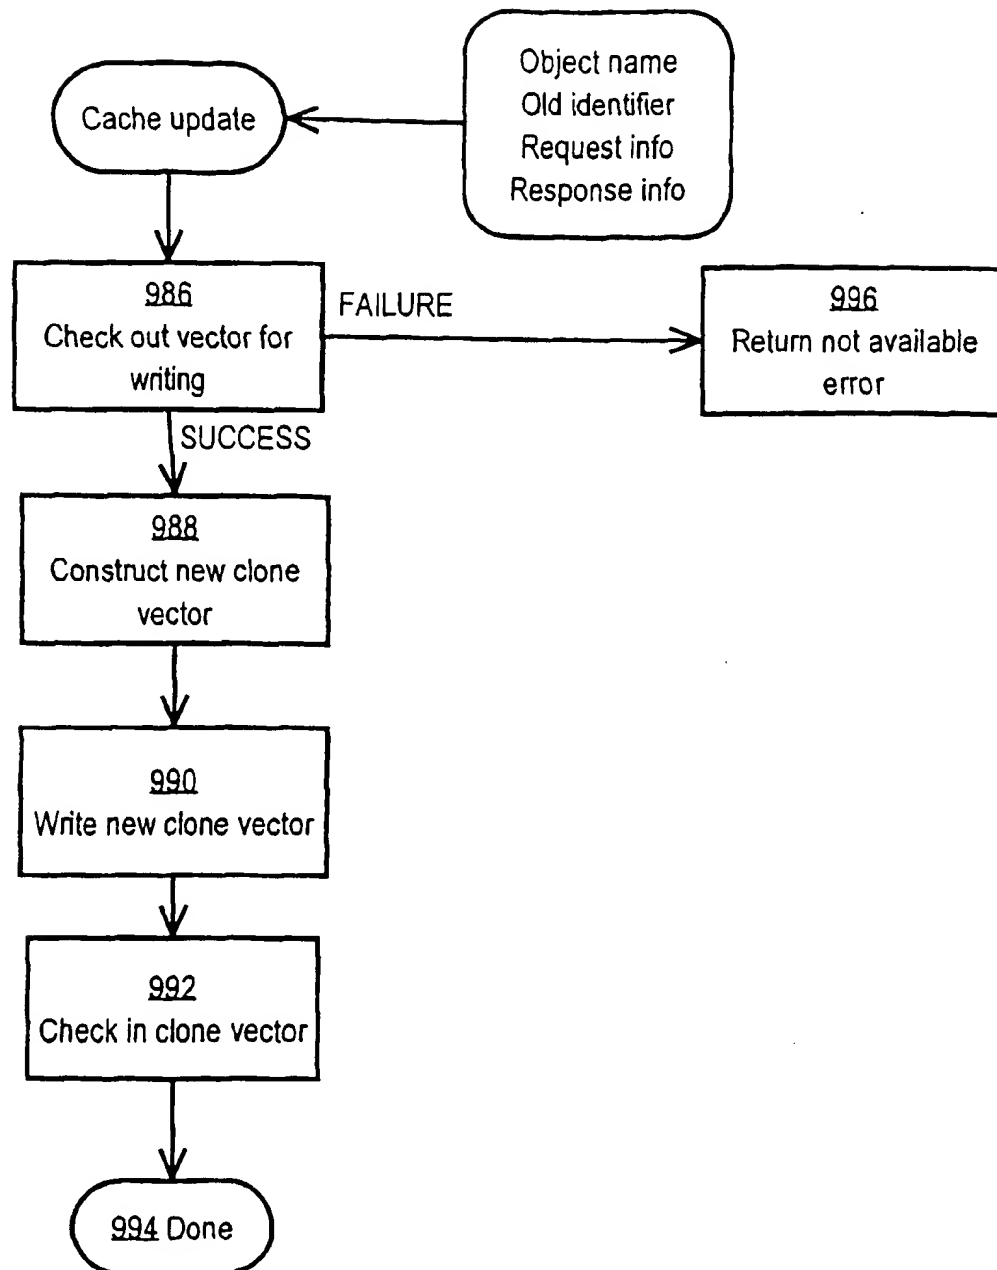 Object name
Old identifier
Request info
Response info
Cache update
986
Check out vector for
writing
FAILURE
996
Return not available
error
SUCCESS
988
Construct new clone
vector
990
Write new clone vector
992
Check in clone vector
994 Done